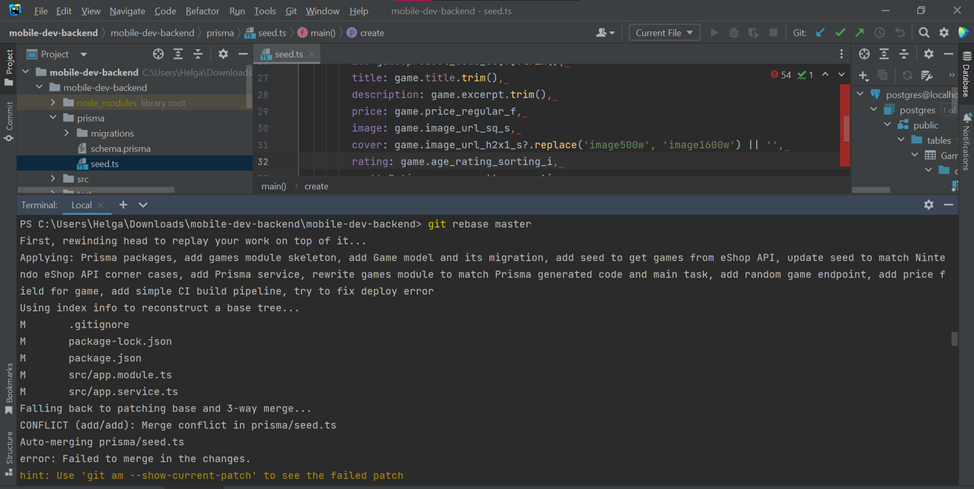 File Edit View Navigate Code Refactor Run Tools Git Window Help mobile-dev-backend - seed.ts
mobile-dev-backend mobile-dev-backend prisma seed.ts main() create Current File Git:
Project
Commit
Bookmarks
Structure
Project
mobile-dev-backend C:\Users\Helga\Downloads
mobile-dev-backend
node_modules library root
prisma
migrations
schema.prisma
seed.ts
src
seed.ts
54 1
27 title: game.title.trim(),
28 description: game.excerpt.trim(),
29 price: game.price_regular_f,
30 image: game.image_url_sq_s,
31 cover: game.image_url_h2x1_s?.replace('image500w', 'image1600w') || '',
32 rating: game.age_rating_sorting_i,
main() create
postgres@localho
postgres 1 of
public
tables
Gam
Database
Notifications
Terminal: Local
PS C:\Users\Helga\Downloads\mobile-dev-backend\mobile-dev-backend> git rebase master
First, rewinding head to replay your work on top of it...
Applying: Prisma packages, add games module skeleton, add Game model and its migration, add seed to get games from eShop API, update seed to match Ninte
ndo eShop API corner cases, add Prisma service, rewrite games module to match Prisma generated code and main task, add random game endpoint, add price f
ield for game, add simple CI build pipeline, try to fix deploy error
Using index info to reconstruct a base tree...
M .gitignore
M package-lock.json
M package.json
M src/app.module.ts
M src/app.service.ts
Falling back to patching base and 3-way merge...
CONFLICT (add/add): Merge conflict in prisma/seed.ts
Auto-merging prisma/seed.ts
error: Failed to merge in the changes.
hint: Use 'git am --show-current-patch' to see the failed patch